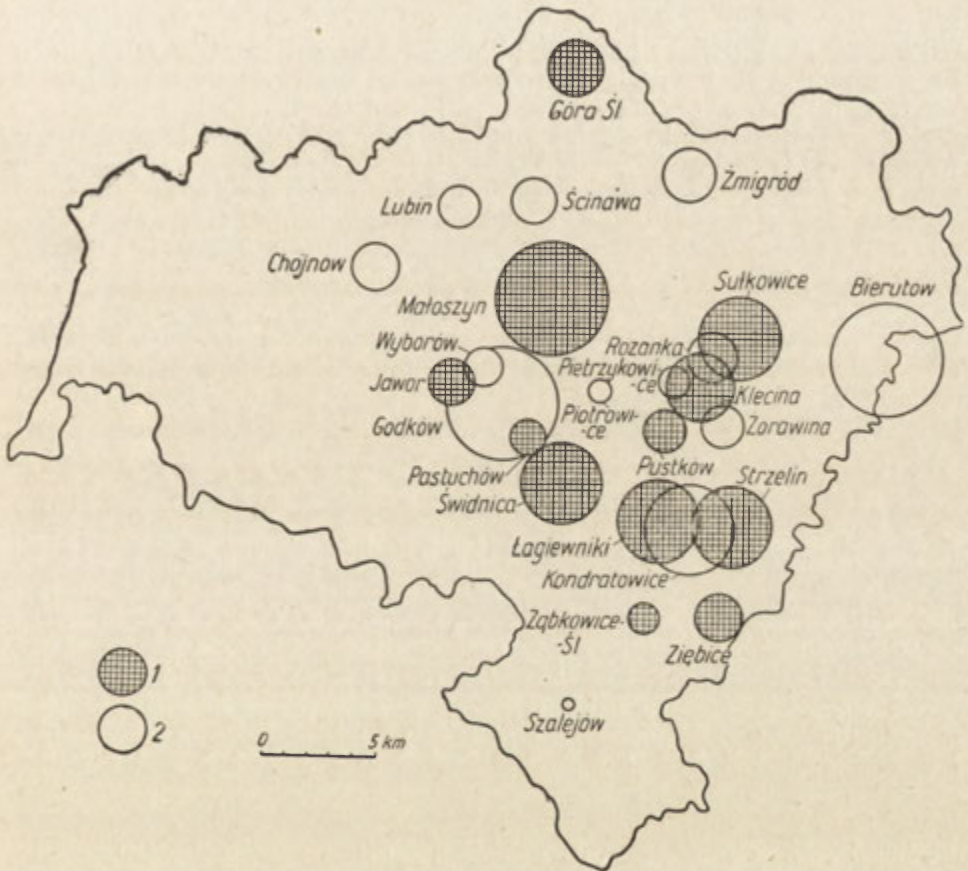 Góra Śl
Żmigród
Lubin
Ścinawa
Chojnow
Sułkowice
Bierutów
Małoszyn
Wyborów
Rozanka
Pietrzykowi-
-ce
Jawor
Klecina
Godków
Piotrowi-
-ce
Zorawina
Pastuchów
Pustków
Strzelin
Świdnica
Łagiewniki
Kondratowice
Ząbkowice-
-Śl
Ziębice
1
2
Szalejów
0 5 km